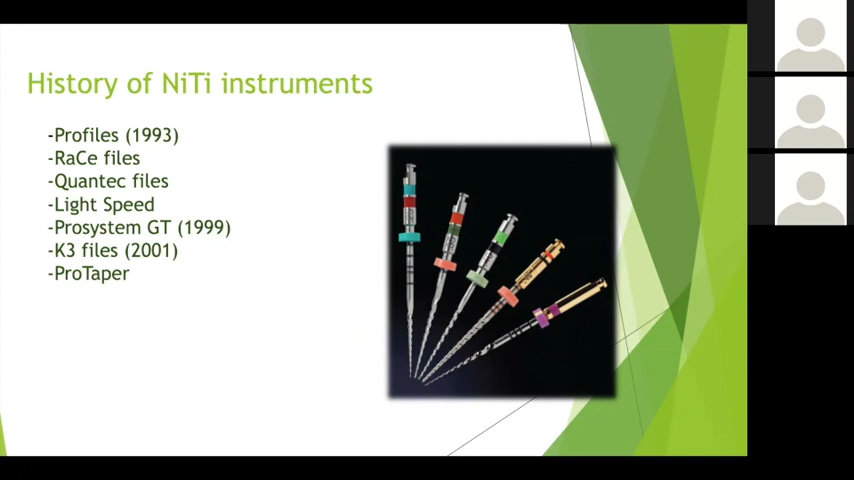 History of NiTi instruments
-Profiles (1993)
-RaCe files
-Quantec files
-Light Speed
-Prosystem GT (1999)
-K3 files (2001)
-ProTaper